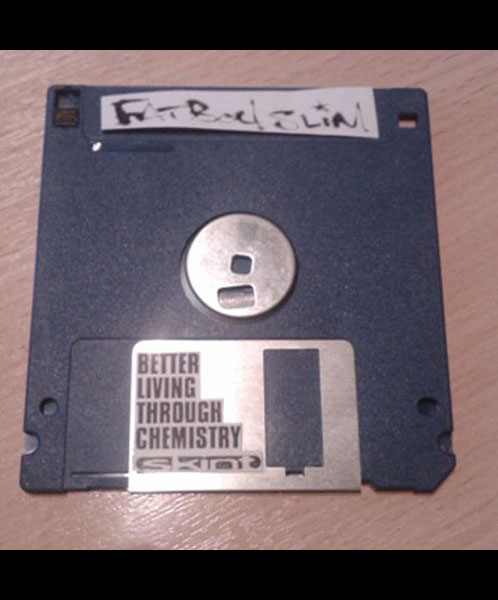 FATBOY SLIM
BETTER
LIVING
THROUGH
CHEMISTRY
SKINT